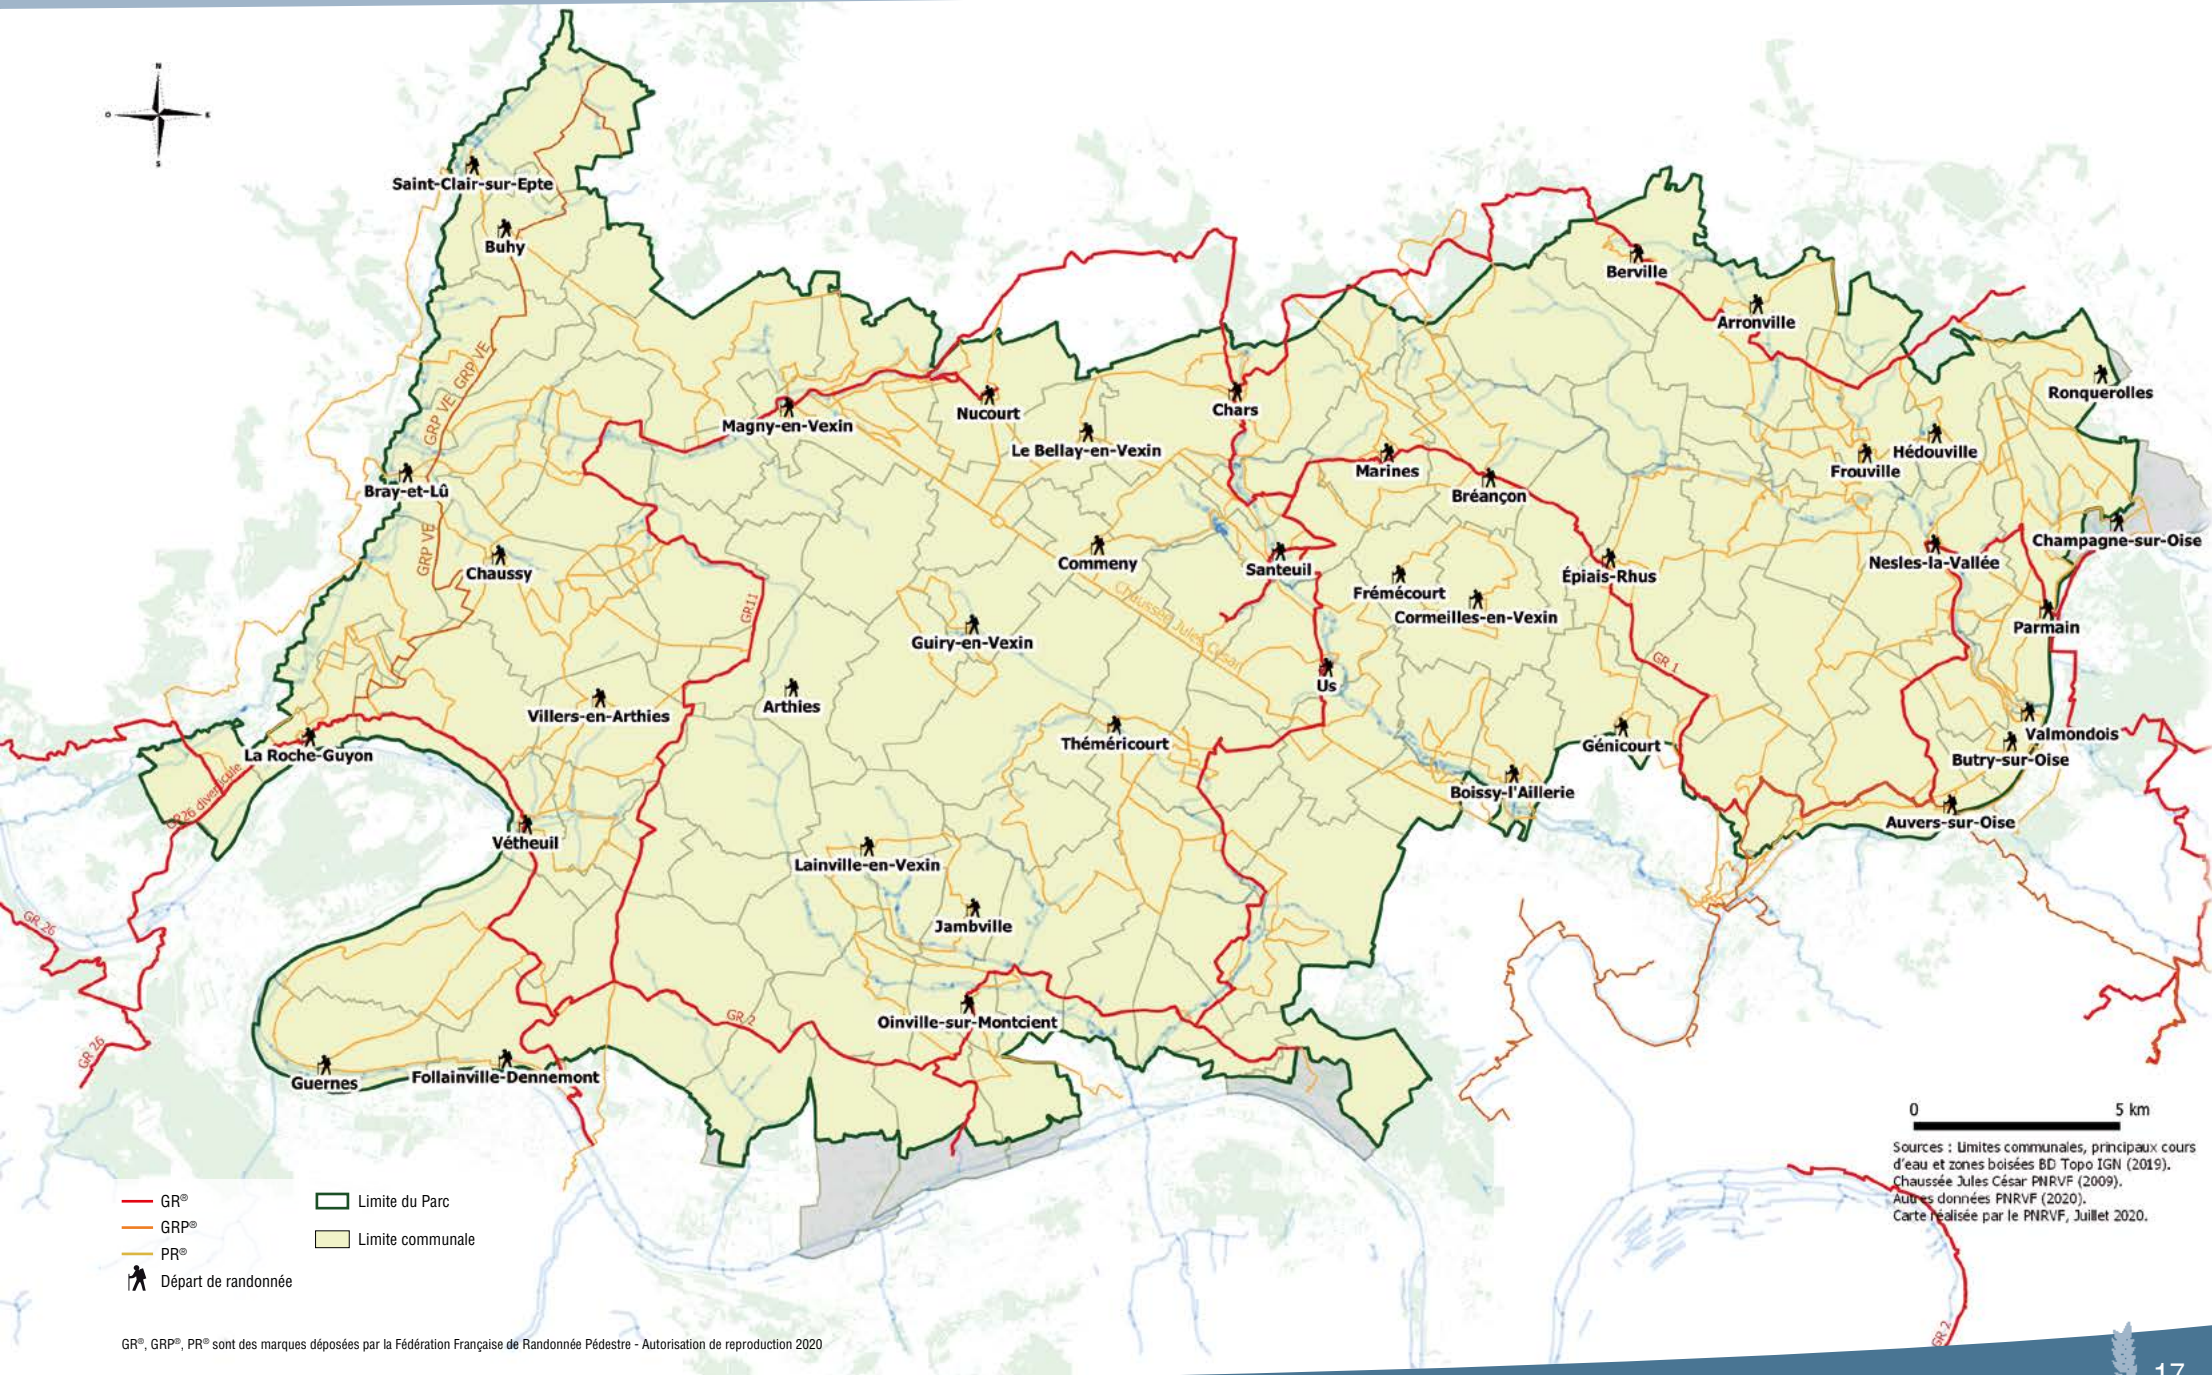 N
O
E
S
Saint-Clair-sur-Epte
Buhy
Berville
Arronville
GRP VE
GRP VE
Ronquerolles
Magny-en-Vexin
Nucourt
Chars
Le Bellay-en-Vexin
Marines
Bréançon
Frouville
Hédouville
Bray-et-Lû
GRP VE
Chaussy
Commeny
Santeuil
Champagne-sur-Oise
Nesles-la-Vallée
Épiais-Rhus
Frémécourt
Cormeilles-en-Vexin
Chaussée Jules César
GR11
Guiry-en-Vexin
Parmain
GR 1
Us
Arthies
Villers-en-Arthies
Théméricourt
Génicourt
Valmondois
Butry-sur-Oise
La Roche-Guyon
GR26 diverticule
Boissy-l'Aillerie
Auvers-sur-Oise
Vétheuil
Lainville-en-Vexin
GR 26
Jambville
GR 2
Oinville-sur-Montcient
GR 26
Guernes
Follainville-Dennemont
0
5 km
Sources : Limites communales, principaux cours
d'eau et zones boisées BD Topo IGN (2019).
Chaussée Jules César PNRVF (2009).
Autres données PNRVF (2020).
Carte réalisée par le PNRVF, Juillet 2020.
GR®
GRP®
PR®
Départ de randonnée
Limite du Parc
Limite communale
GR 2
GR®, GRP®, PR® sont des marques déposées par la Fédération Française de Randonnée Pédestre - Autorisation de reproduction 2020
17